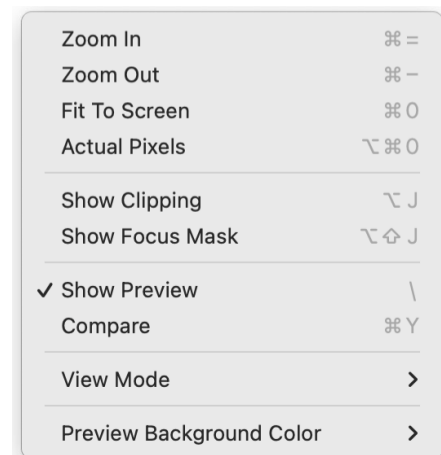 Zoom In ⌘ =
Zoom Out ⌘ −
Fit To Screen ⌘ 0
Actual Pixels ⌥ ⌘ 0
Show Clipping ⌥ J
Show Focus Mask ⌥ ⇧ J
✓ Show Preview \
Compare ⌘ Y
View Mode >
Preview Background Color >